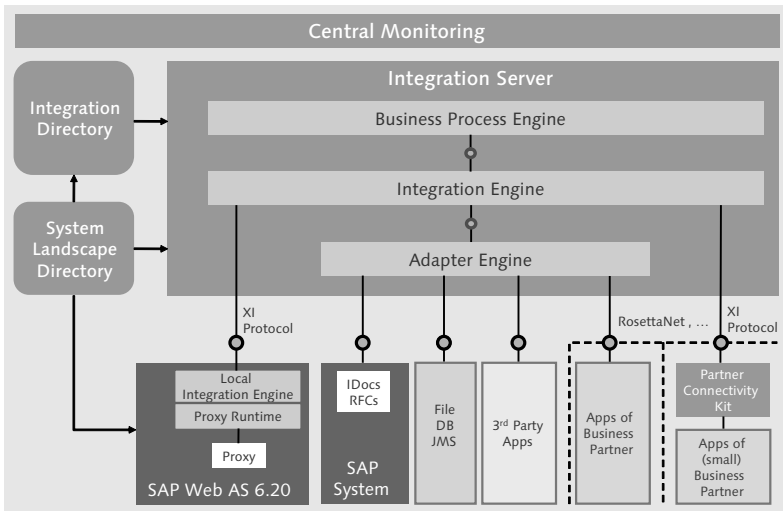 Central Monitoring
Integration
Directory
Integration Server
Business Process Engine
Integration Engine
System
Landscape
Directory
Adapter Engine
XI
Protocol
RosettaNet , ...
XI
Protocol
Local
Integration Engine
Proxy Runtime
Proxy
SAP Web AS 6.20
IDocs
RFCs
SAP
System
File
DB
JMS
3rd Party
Apps
Apps of
Business
Partner
Partner
Connectivity
Kit
Apps of
(small)
Business
Partner